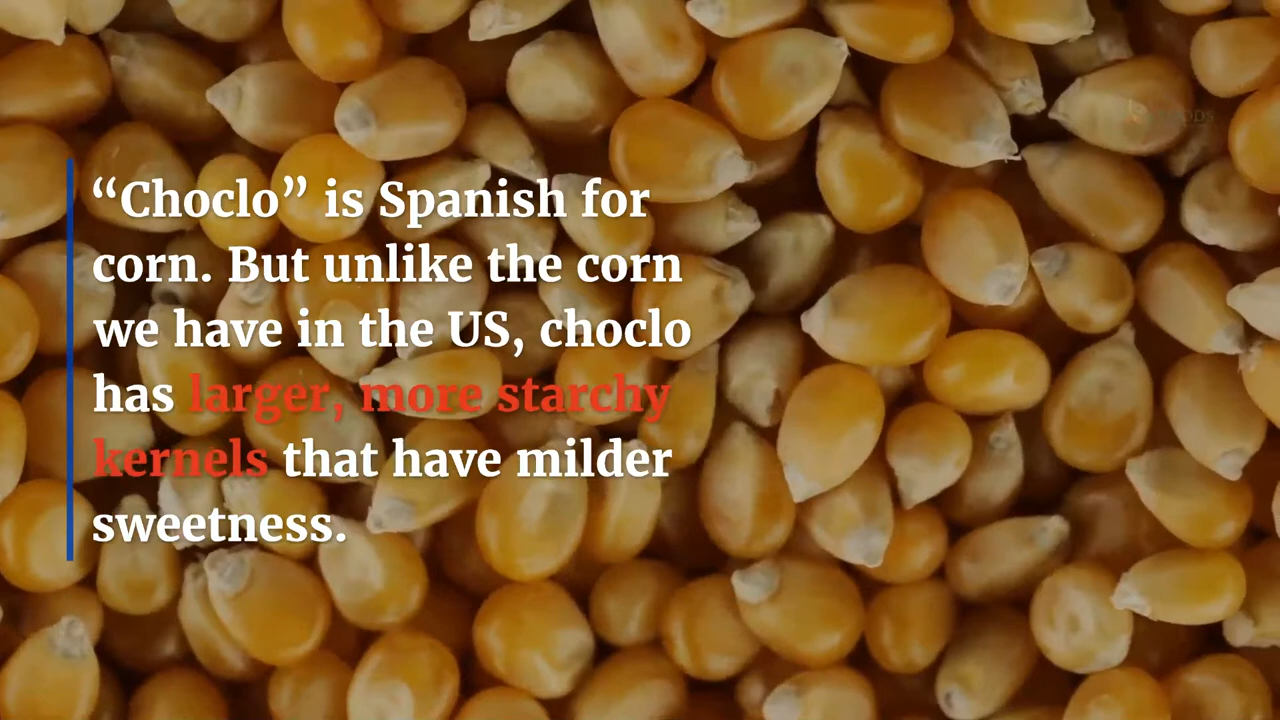 “Choclo” is Spanish for
corn. But unlike the corn
we have in the US, choclo
has larger, more starchy
kernels that have milder
sweetness.